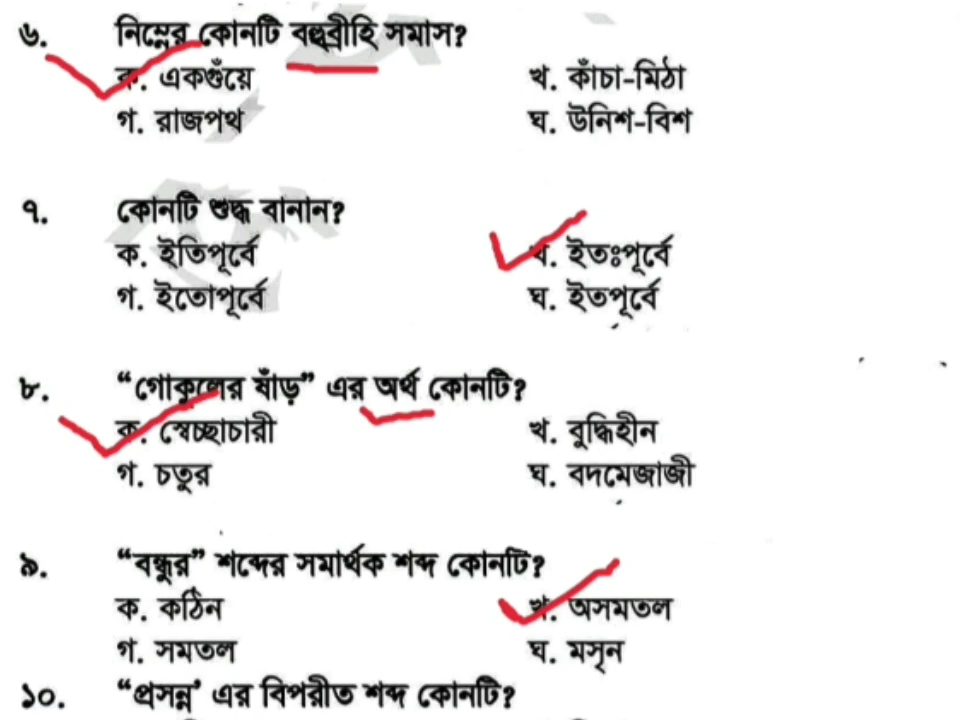 ৬. নিম্নের কোনটি বহুব্রীহি সমাস?
ক. একগুঁয়ে খ. কাঁচা-মিঠা
গ. রাজপথ ঘ. উনিশ-বিশ
৭. কোনটি শুদ্ধ বানান?
ক. ইতিপূর্বে খ. ইতঃপূর্বে
গ. ইতোপূর্বে ঘ. ইতপূর্বে
৮. “গোকুলের ষাঁড়” এর অর্থ কোনটি?
ক. স্বেচ্ছাচারী খ. বুদ্ধিহীন
গ. চতুর ঘ. বদমেজাজী
৯. “বন্ধুর” শব্দের সমার্থক শব্দ কোনটি?
ক. কঠিন খ. অসমতল
গ. সমতল ঘ. মসৃন
১০. “প্রসন্ন’ এর বিপরীত শব্দ কোনটি?